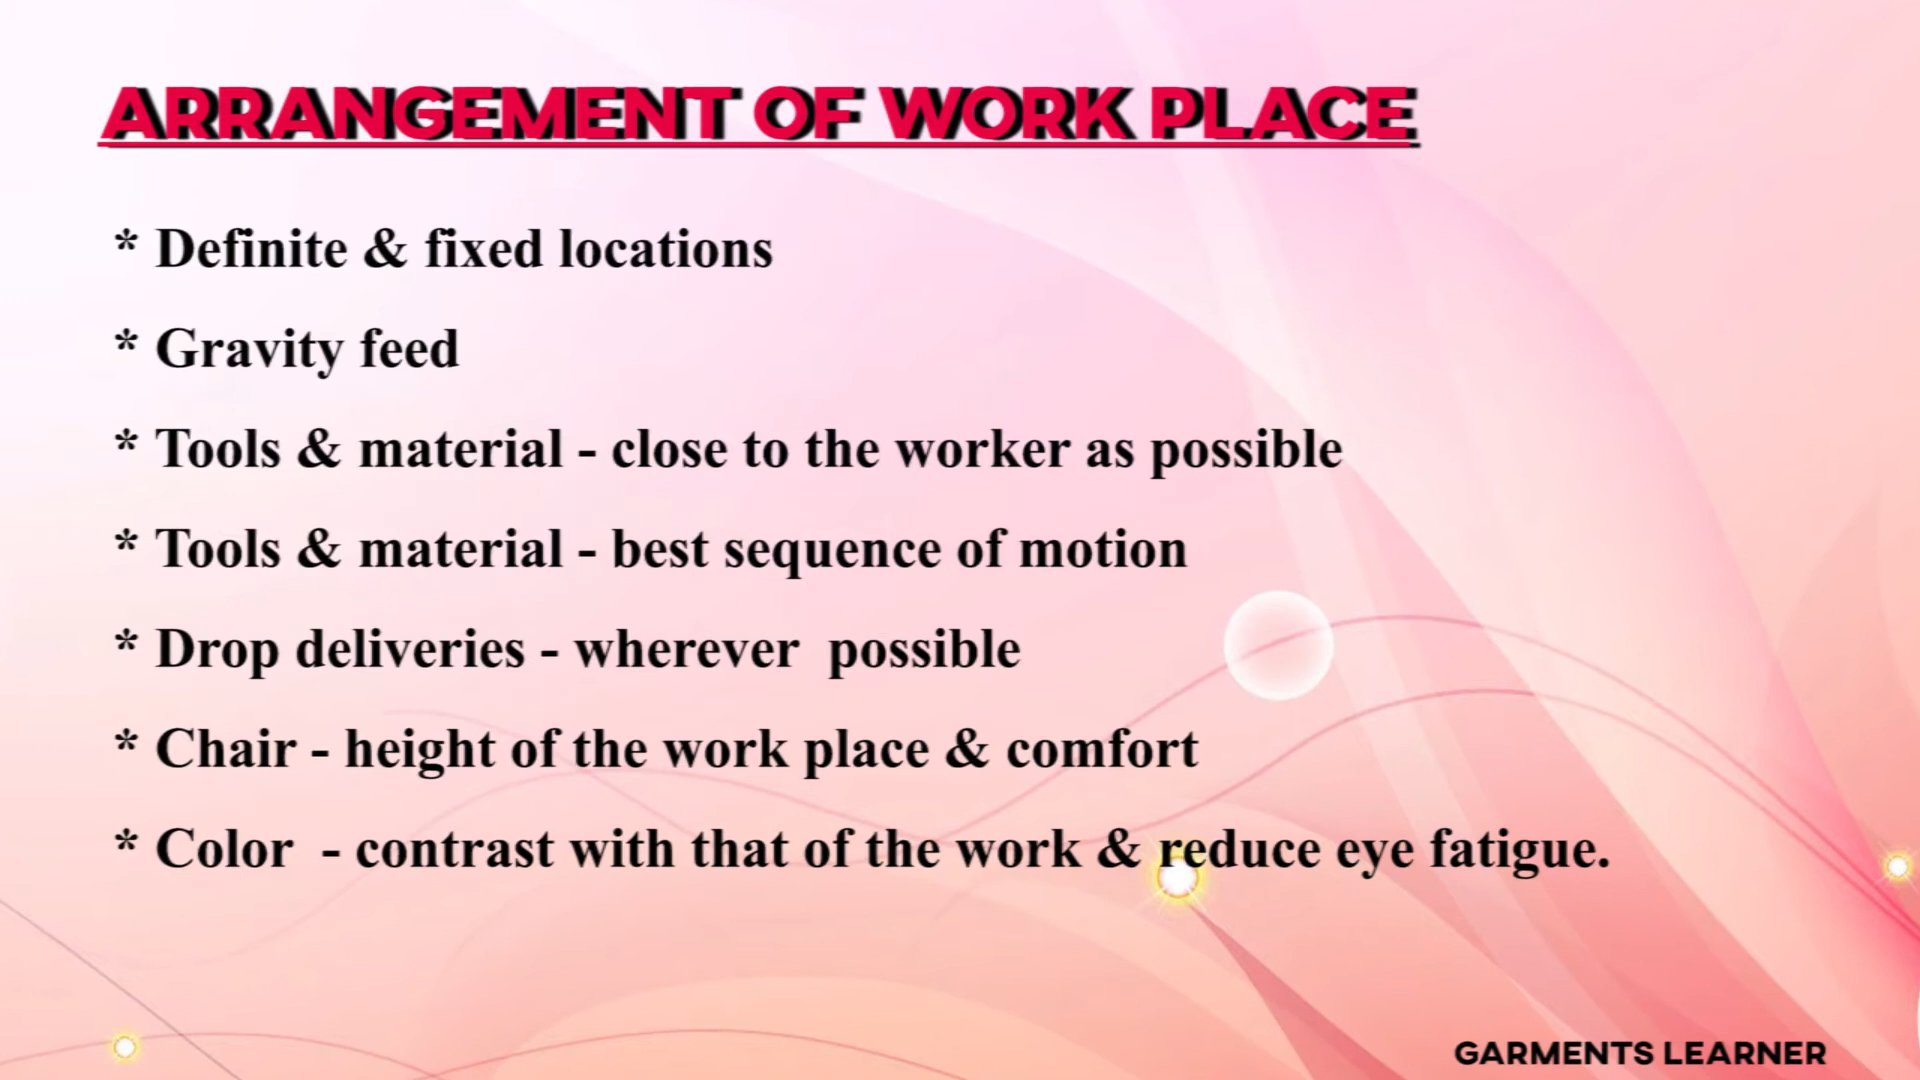 ARRANGEMENT OF WORK PLACE
* Definite & fixed locations
* Gravity feed
* Tools & material - close to the worker as possible
* Tools & material - best sequence of motion
* Drop deliveries - wherever  possible
* Chair - height of the work place & comfort
* Color  - contrast with that of the work & reduce eye fatigue.
GARMENTS LEARNER